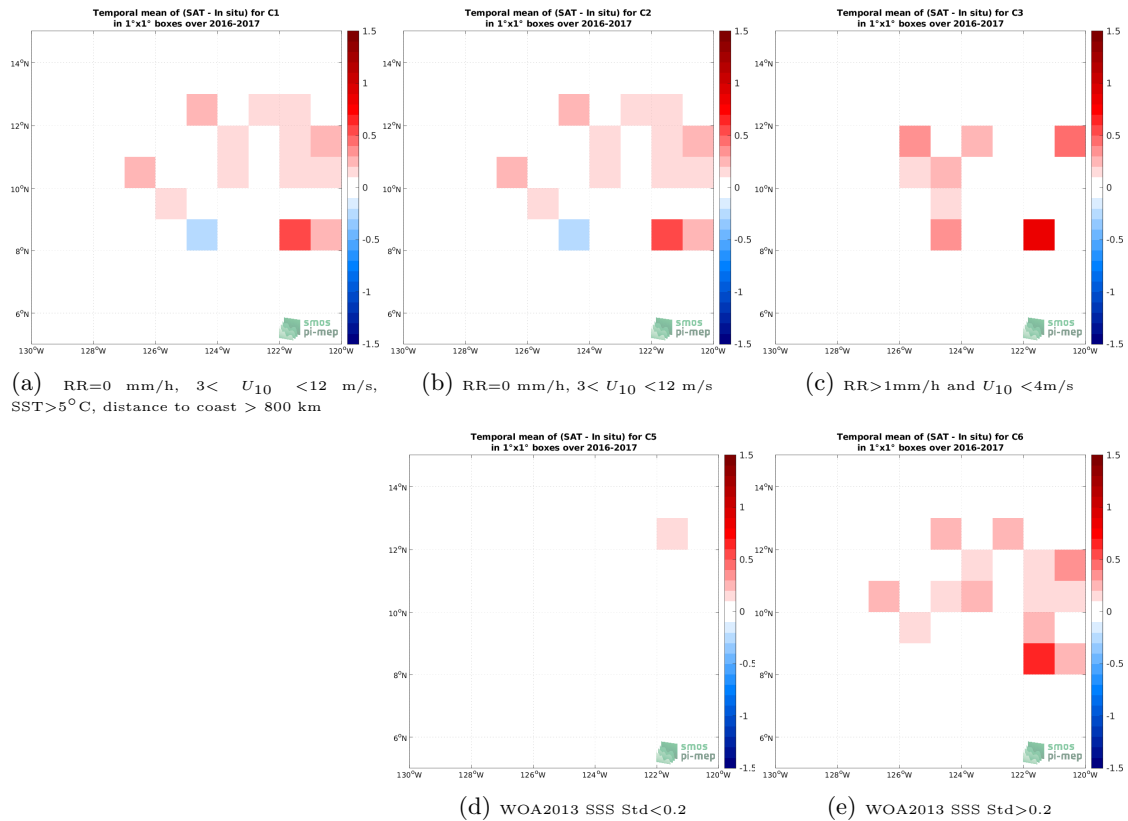 Temporal mean of (SAT - In situ) for C1
in 1°x1° boxes over 2016-2017
14°N
12°N
10°N
8°N
6°N
130°W
128°W
126°W
124°W
122°W
120°W
1.5
1
0.5
0
-0.5
-1
-1.5
smos
pi-mep
(a) RR=0 mm/h, 3< U10 <12 m/s,
SST>5°C, distance to coast > 800 km
Temporal mean of (SAT - In situ) for C2
in 1°x1° boxes over 2016-2017
14°N
12°N
10°N
8°N
6°N
130°W
128°W
126°W
124°W
122°W
120°W
1.5
1
0.5
0
-0.5
-1
-1.5
smos
pi-mep
(b) RR=0 mm/h, 3< U10 <12 m/s
Temporal mean of (SAT - In situ) for C3
in 1°x1° boxes over 2016-2017
14°N
12°N
10°N
8°N
6°N
130°W
128°W
126°W
124°W
122°W
120°W
1.5
1
0.5
0
-0.5
-1
-1.5
smos
pi-mep
(c) RR>1mm/h and U10 <4m/s
Temporal mean of (SAT - In situ) for C5
in 1°x1° boxes over 2016-2017
14°N
12°N
10°N
8°N
6°N
130°W
128°W
126°W
124°W
122°W
120°W
1.5
1
0.5
0
-0.5
-1
-1.5
smos
pi-mep
(d) WOA2013 SSS Std<0.2
Temporal mean of (SAT - In situ) for C6
in 1°x1° boxes over 2016-2017
14°N
12°N
10°N
8°N
6°N
130°W
128°W
126°W
124°W
122°W
120°W
1.5
1
0.5
0
-0.5
-1
-1.5
smos
pi-mep
(e) WOA2013 SSS Std>0.2